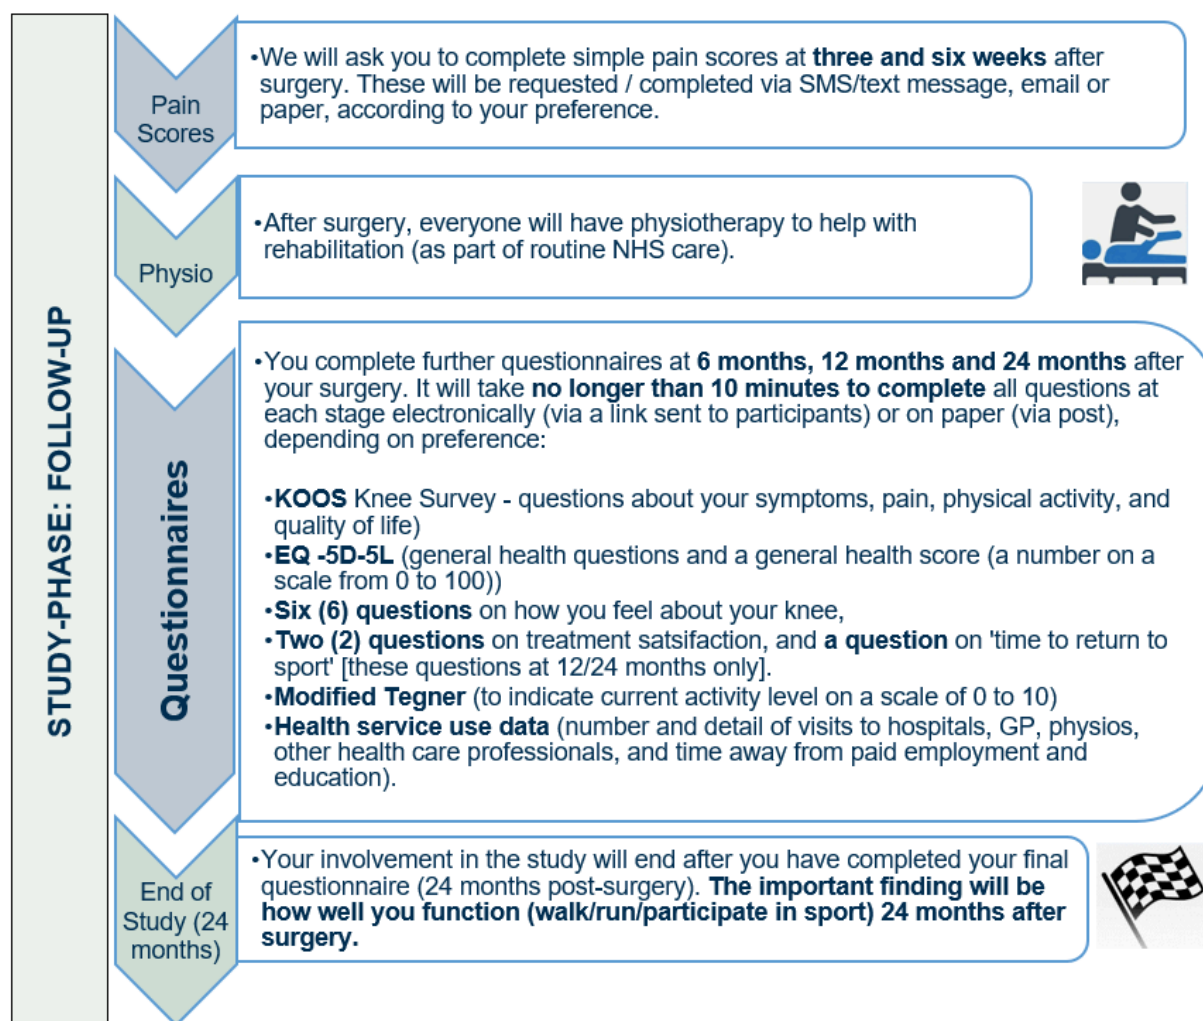 STUDY-PHASE: FOLLOW-UP
Pain
Scores
•We will ask you to complete simple pain scores at three and six weeks after
surgery. These will be requested / completed via SMS/text message, email or
paper, according to your preference.
Physio
•After surgery, everyone will have physiotherapy to help with
rehabilitation (as part of routine NHS care).
Questionnaires
•You complete further questionnaires at 6 months, 12 months and 24 months after
your surgery. It will take no longer than 10 minutes to complete all questions at
each stage electronically (via a link sent to participants) or on paper (via post),
depending on preference:
•KOOS Knee Survey - questions about your symptoms, pain, physical activity, and
quality of life)
•EQ -5D-5L (general health questions and a general health score (a number on a
scale from 0 to 100))
•Six (6) questions on how you feel about your knee,
•Two (2) questions on treatment satsifaction, and a question on 'time to return to
sport' [these questions at 12/24 months only].
•Modified Tegner (to indicate current activity level on a scale of 0 to 10)
•Health service use data (number and detail of visits to hospitals, GP, physios,
other health care professionals, and time away from paid employment and
education).
End of
Study (24
months)
•Your involvement in the study will end after you have completed your final
questionnaire (24 months post-surgery). The important finding will be
how well you function (walk/run/participate in sport) 24 months after
surgery.